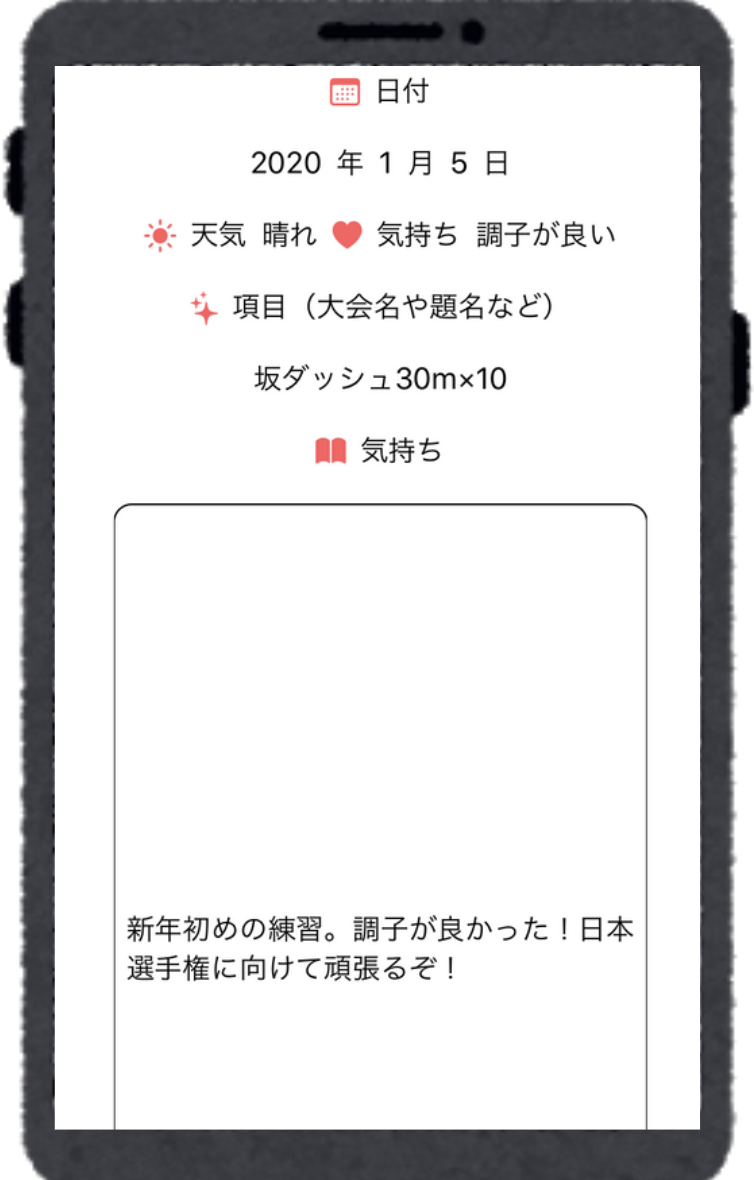 日付
2020 年 1 月 5 日
天気 晴れ 気持ち 調子が良い
項目（大会名や題名など）
坂ダッシュ30m×10
気持ち
新年初めの練習。調子が良かった！日本
選手権に向けて頑張るぞ！